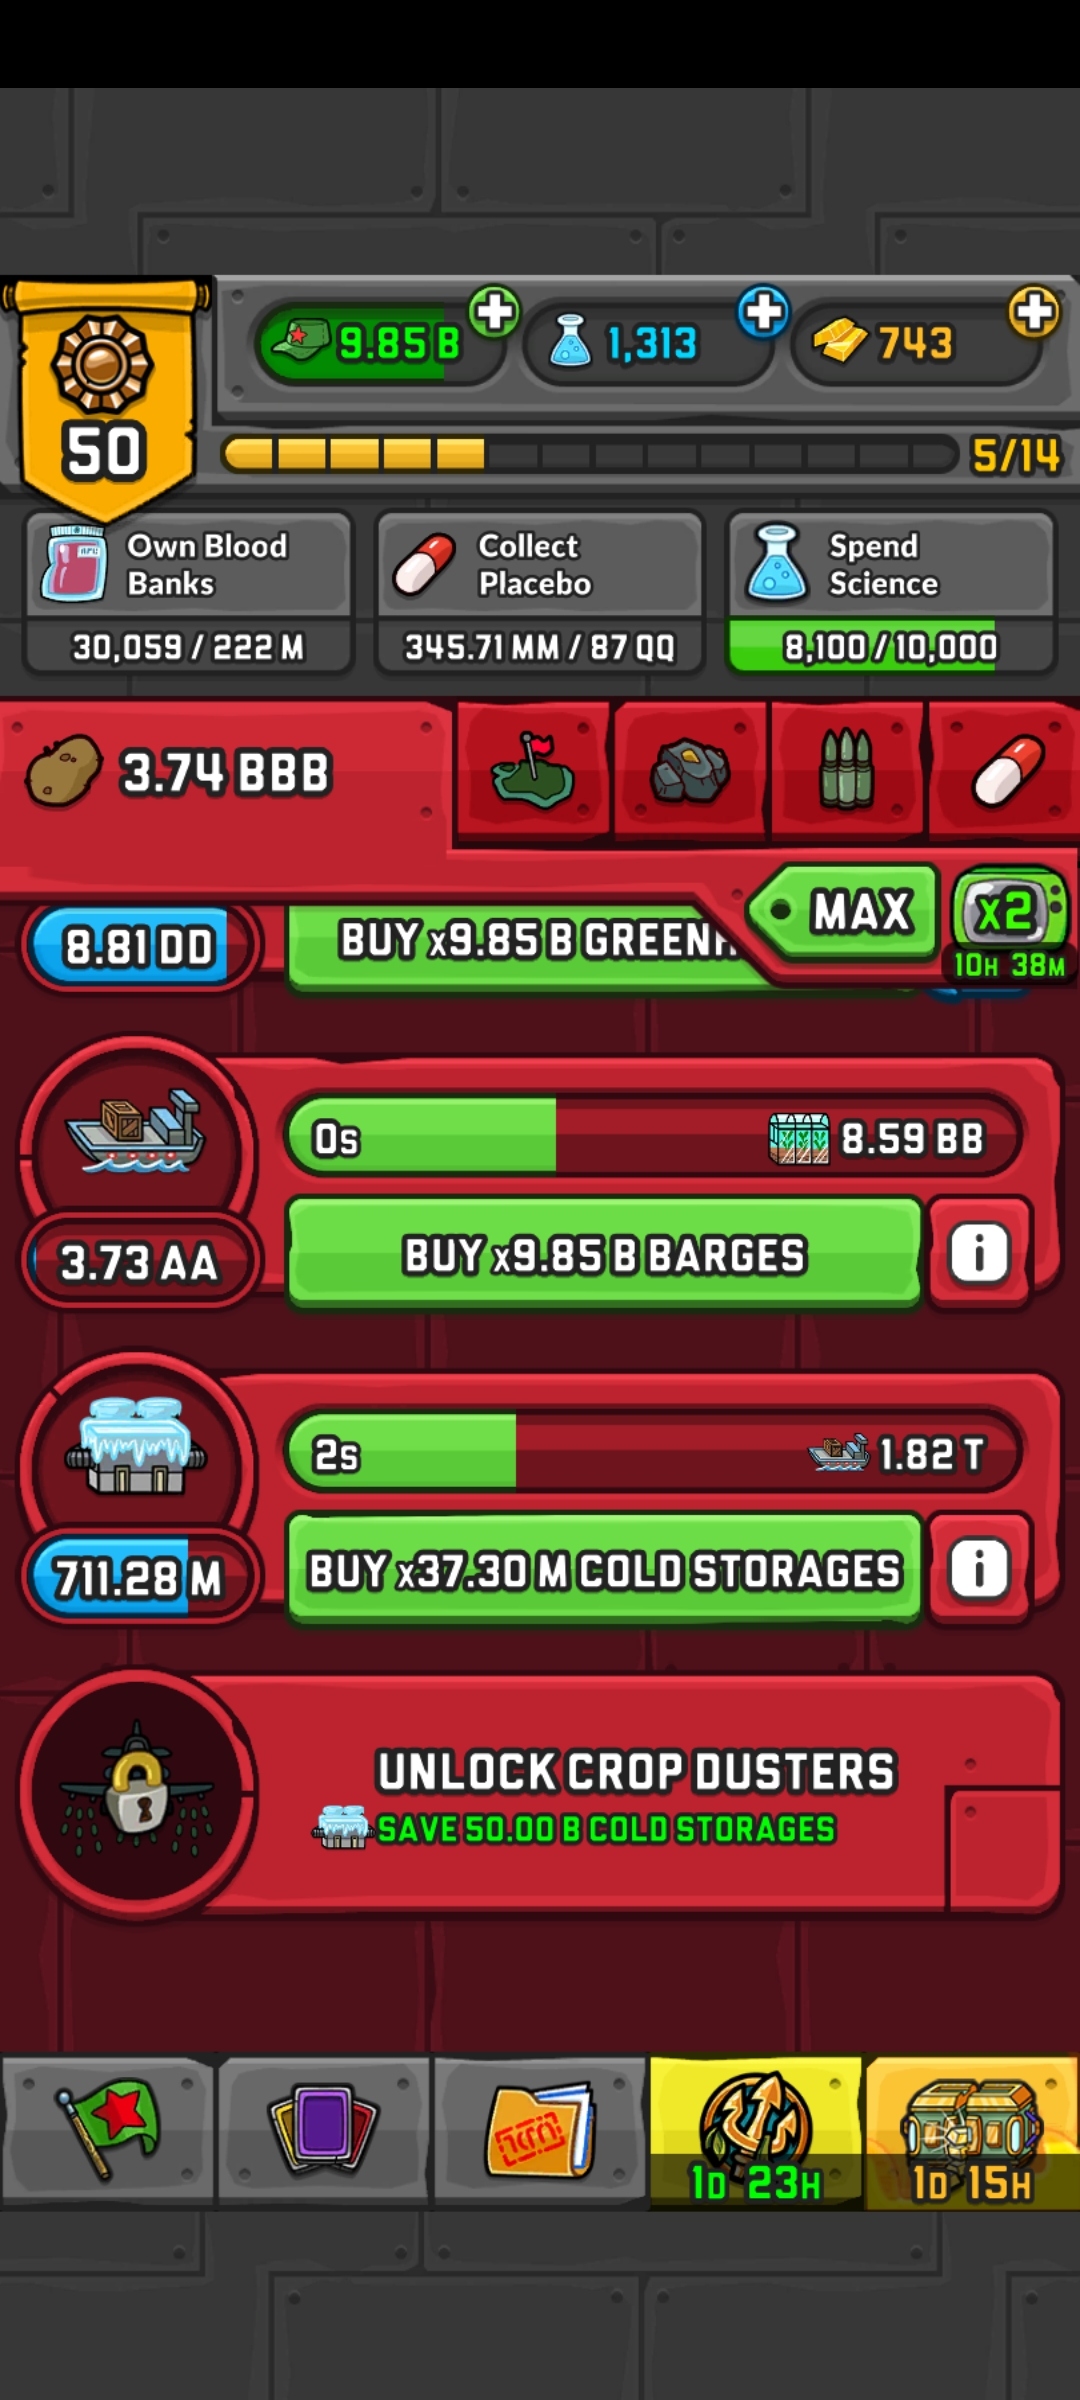 9.85 B
1,313
743
50
5/14
Own Blood
Banks
Collect
Placebo
Spend
Science
30,059 / 222 M
345.71 MM / 87 QQ
8,100 / 10,000
3.74 BBB
MAX
x2
10H 38M
8.81 DD
BUY x9.85 B GREENH
0s
8.59 BB
3.73 AA
BUY x9.85 B BARGES
i
2s
1.82 T
711.28 M
BUY x37.30 M COLD STORAGES
i
UNLOCK CROP DUSTERS
SAVE 50.00 B COLD STORAGES
1D 23H
1D 15H